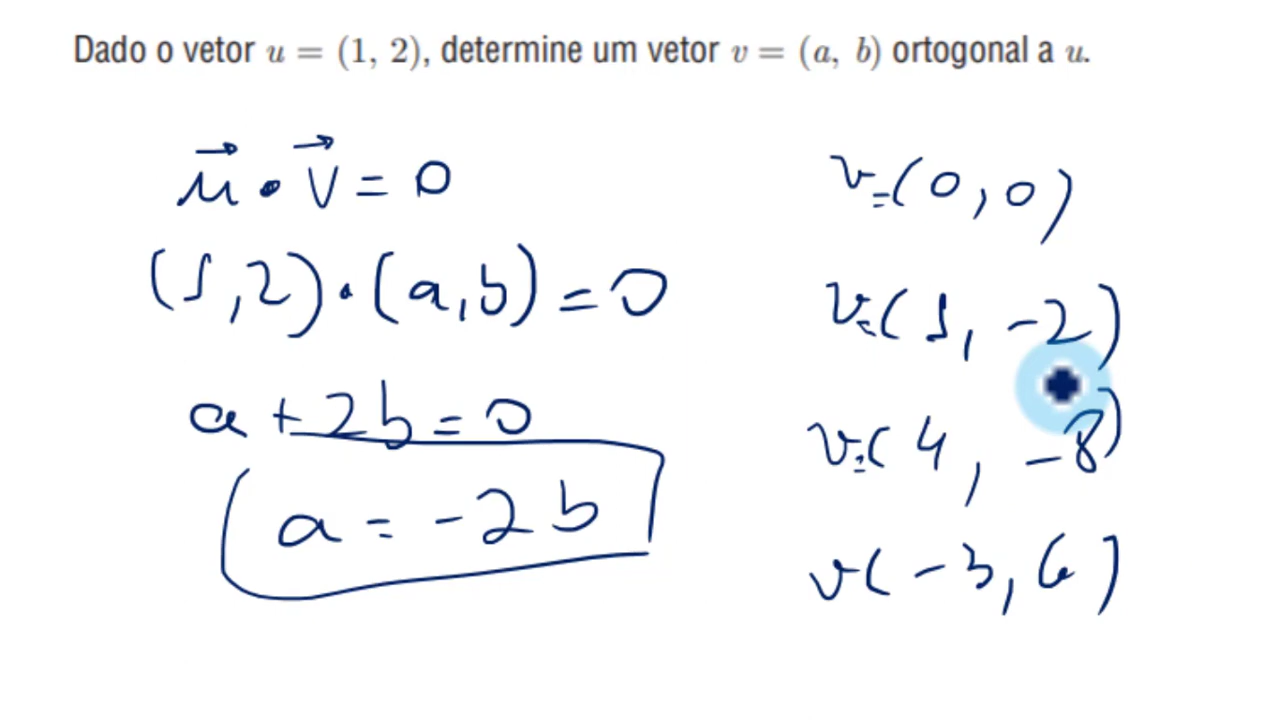 Dado o vetor u = (1, 2), determine um vetor v = (a, b) ortogonal a u.
u • v = 0
(1,2) • (a,b) = 0
a + 2b = 0
a = -2b
v=(0,0)
v=(1,-2)
v=(4,-8)
v(-3,6)